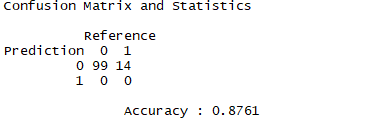 Confusion Matrix and Statistics
Reference
Prediction 0 1
0 99 14
1 0 0
Accuracy : 0.8761